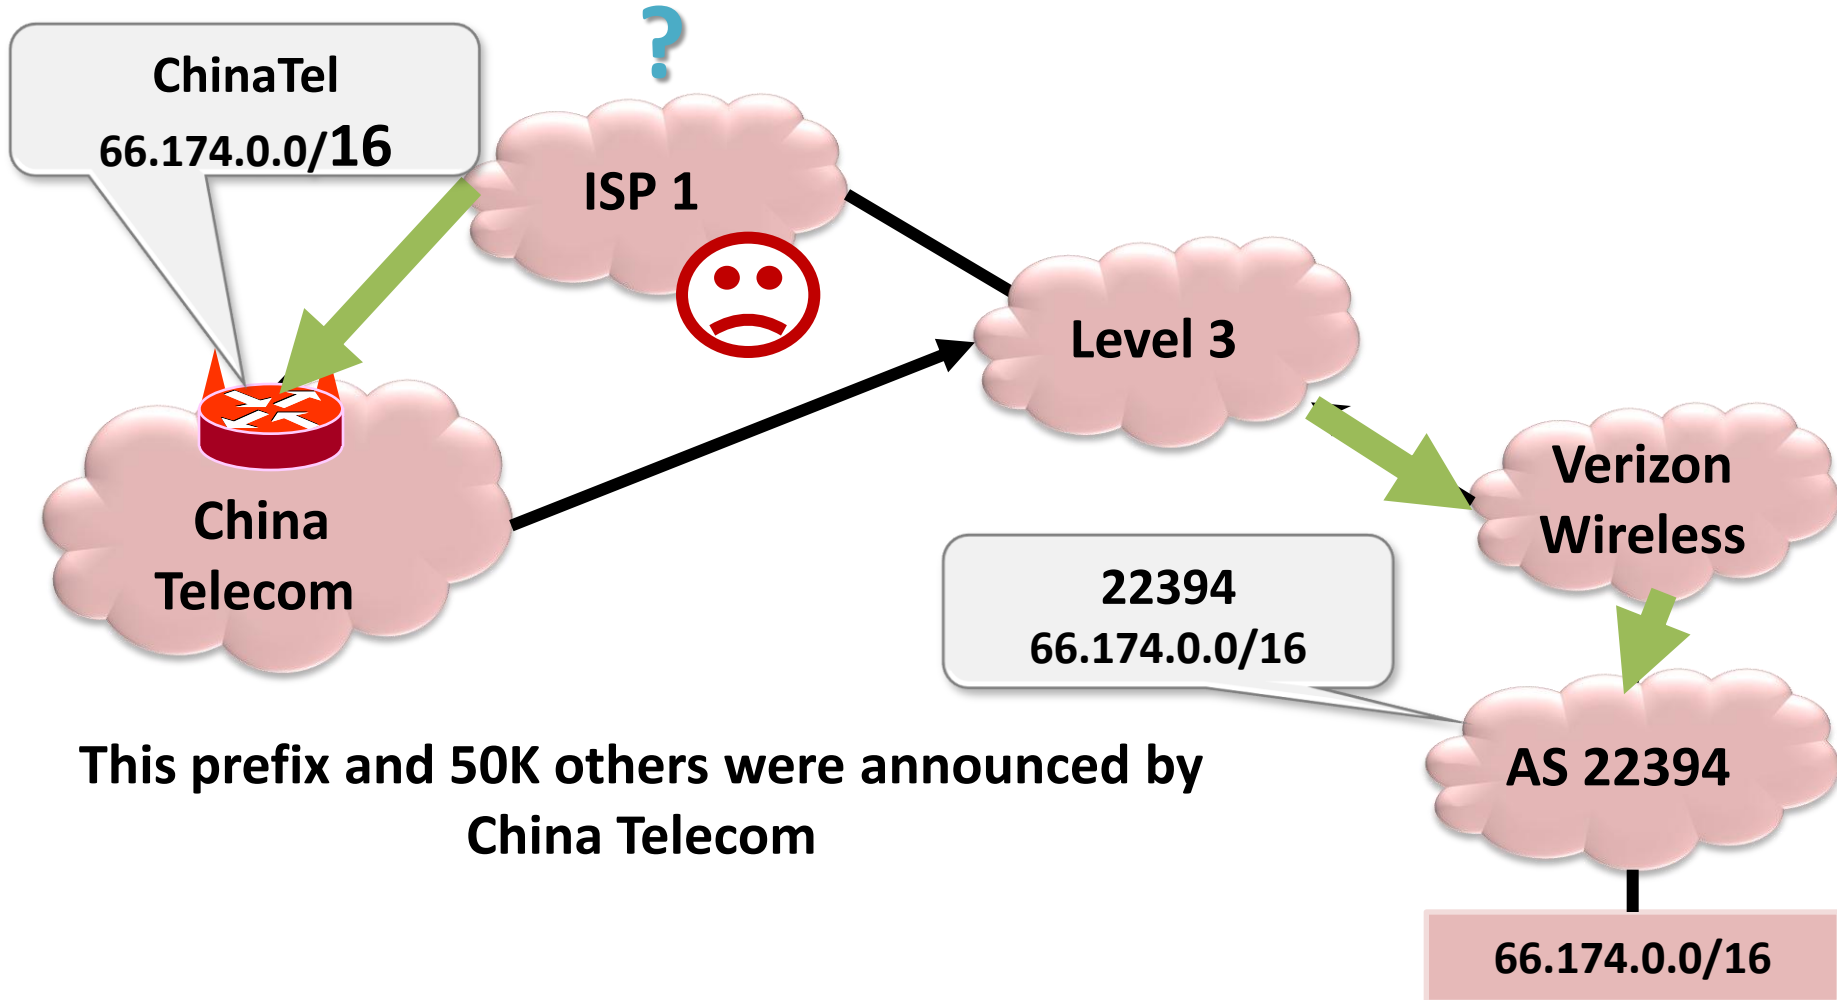 ?
ChinaTel
66.174.0.0/16
ISP 1
Level 3
China
Telecom
Verizon
Wireless
22394
66.174.0.0/16
AS 22394
This prefix and 50K others were announced by
China Telecom
66.174.0.0/16